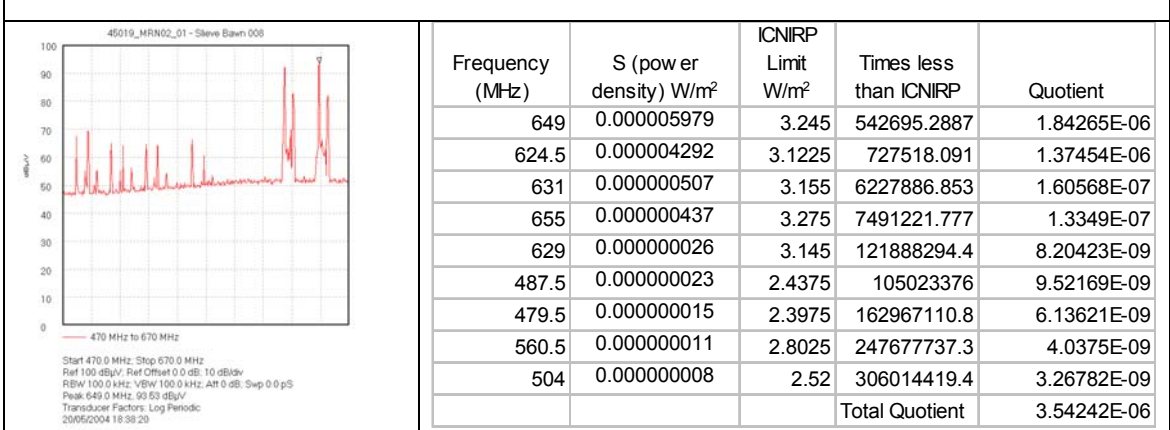 45019_MRN02_01 - Slieve Bawn 008
100
90
80
70
60
50
40
30
20
10
0
dBµV
470 MHz to 670 MHz
Start 470.0 MHz; Stop 670.0 MHz
Ref 100 dBµV; Ref Offset 0.0 dB; 10 dB/div
RBW 100.0 kHz; VBW 100.0 kHz; Att 0 dB; Swp 0.0 pS
Peak 649.0 MHz, 93.53 dBµV
Transducer Factors: Log Periodic
20/05/2004 18:38:20
Frequency (MHz) S (power density) W/m² ICNIRP Limit W/m² Times less than ICNIRP Quotient
649 0.000005979 3.245 542695.2887 1.84265E-06
624.5 0.000004292 3.1225 727518.091 1.37454E-06
631 0.000000507 3.155 6227886.853 1.60568E-07
655 0.000000437 3.275 7491221.777 1.3349E-07
629 0.000000026 3.145 121888294.4 8.20423E-09
487.5 0.000000023 2.4375 105023376 9.52169E-09
479.5 0.000000015 2.3975 162967110.8 6.13621E-09
560.5 0.000000011 2.8025 247677737.3 4.0375E-09
504 0.000000008 2.52 306014419.4 3.26782E-09
Total Quotient 3.54242E-06